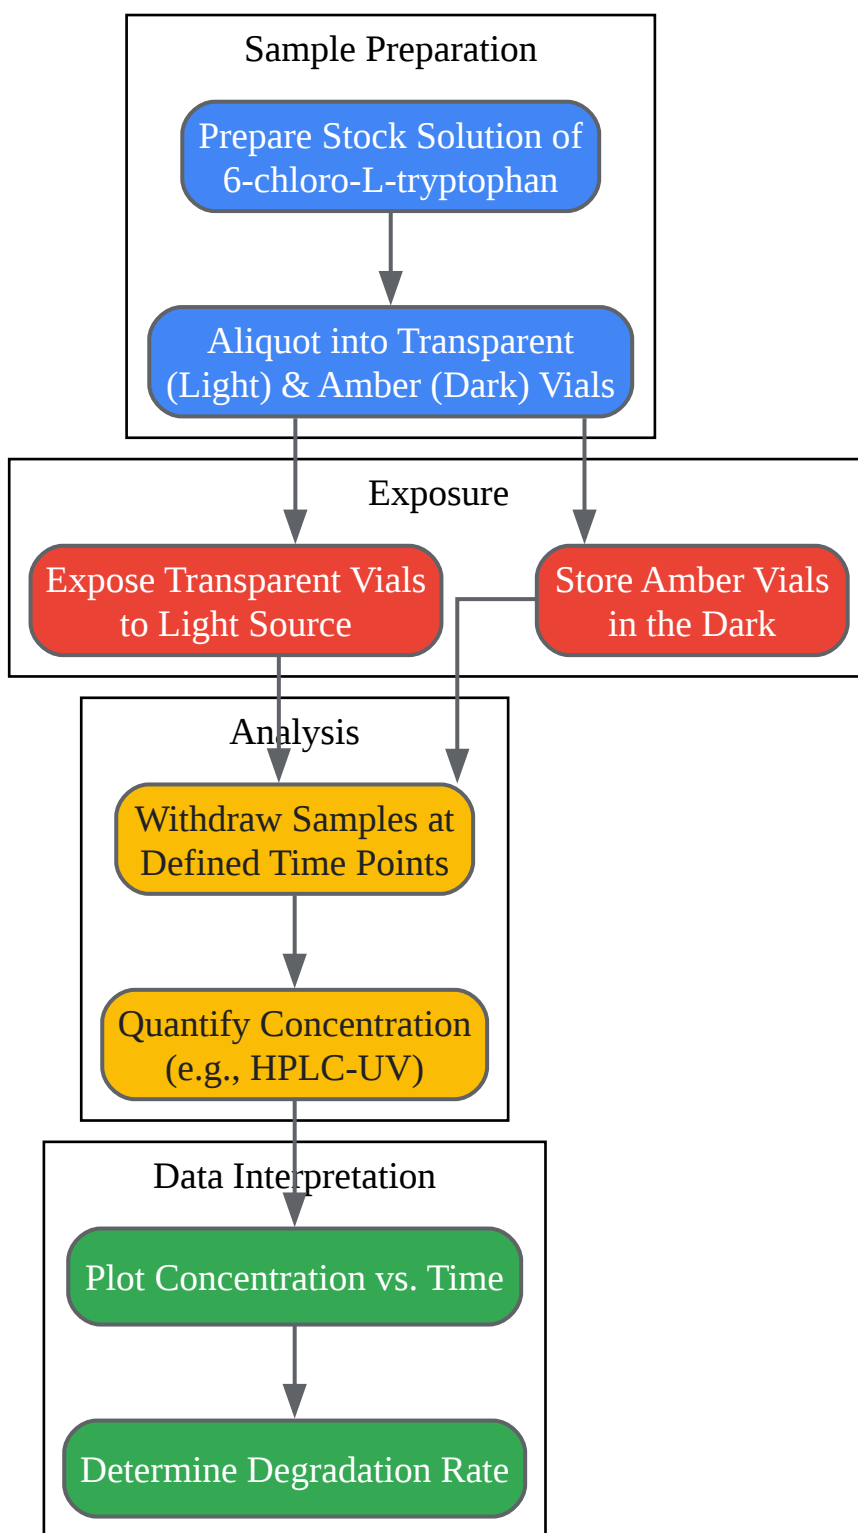 Sample Preparation
Prepare Stock Solution of
6-chloro-L-tryptophan
Aliquot into Transparent
(Light) & Amber (Dark) Vials
Exposure
Expose Transparent Vials
to Light Source
Store Amber Vials
in the Dark
Analysis
Withdraw Samples at
Defined Time Points
Quantify Concentration
(e.g., HPLC-UV)
Data Interpretation
Plot Concentration vs. Time
Determine Degradation Rate